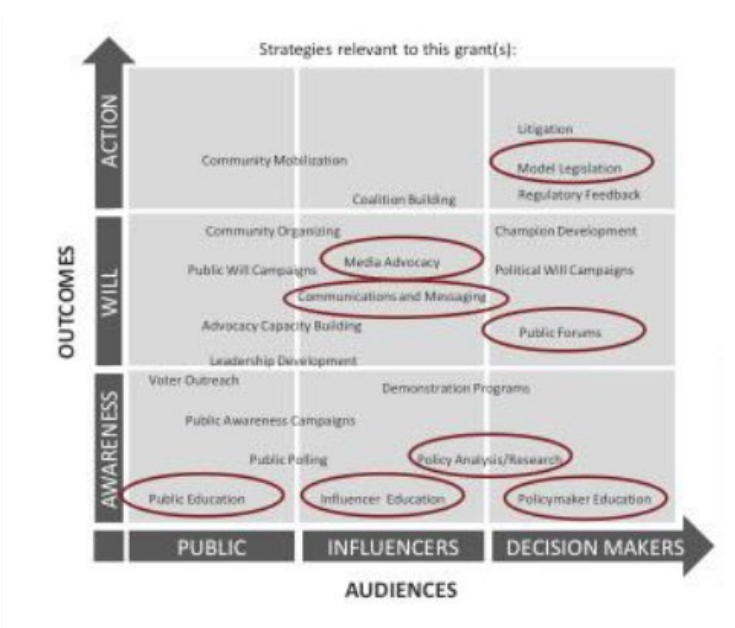 Strategies relevant to this grant(s):
OUTCOMES
ACTION
Litigation
Community Mobilization
Model Legislation
Coalition Building
Regulatory Feedback
WILL
Community Organizing
Champion Development
Media Advocacy
Public Will Campaigns
Political Will Campaigns
Communications and Messaging
Advocacy Capacity Building
Public Forums
Leadership Development
AWARENESS
Voter Outreach
Demonstration Programs
Public Awareness Campaigns
Public Polling
Policy Analysis/Research
Public Education
Influencer Education
Policymaker Education
PUBLIC
INFLUENCERS
DECISION MAKERS
AUDIENCES